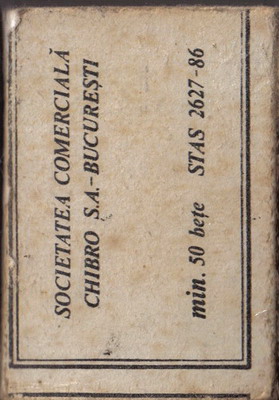 SOCIETATEA COMERCIALĂ
CHIBRO S.A.-BUCUREȘTI
min. 50 bețe STAS 2627-86